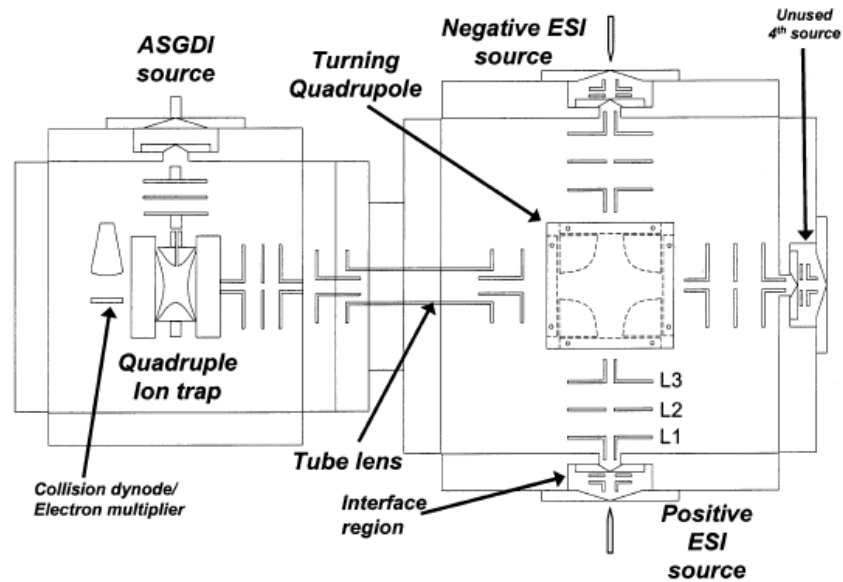 ASGDI
source
Turning
Quadrupole
Negative ESI
source
Unused
4th source
Quadruple
Ion trap
L3
L2
L1
Tube lens
Collision dynode/
Electron multiplier
Interface
region
Positive
ESI
source